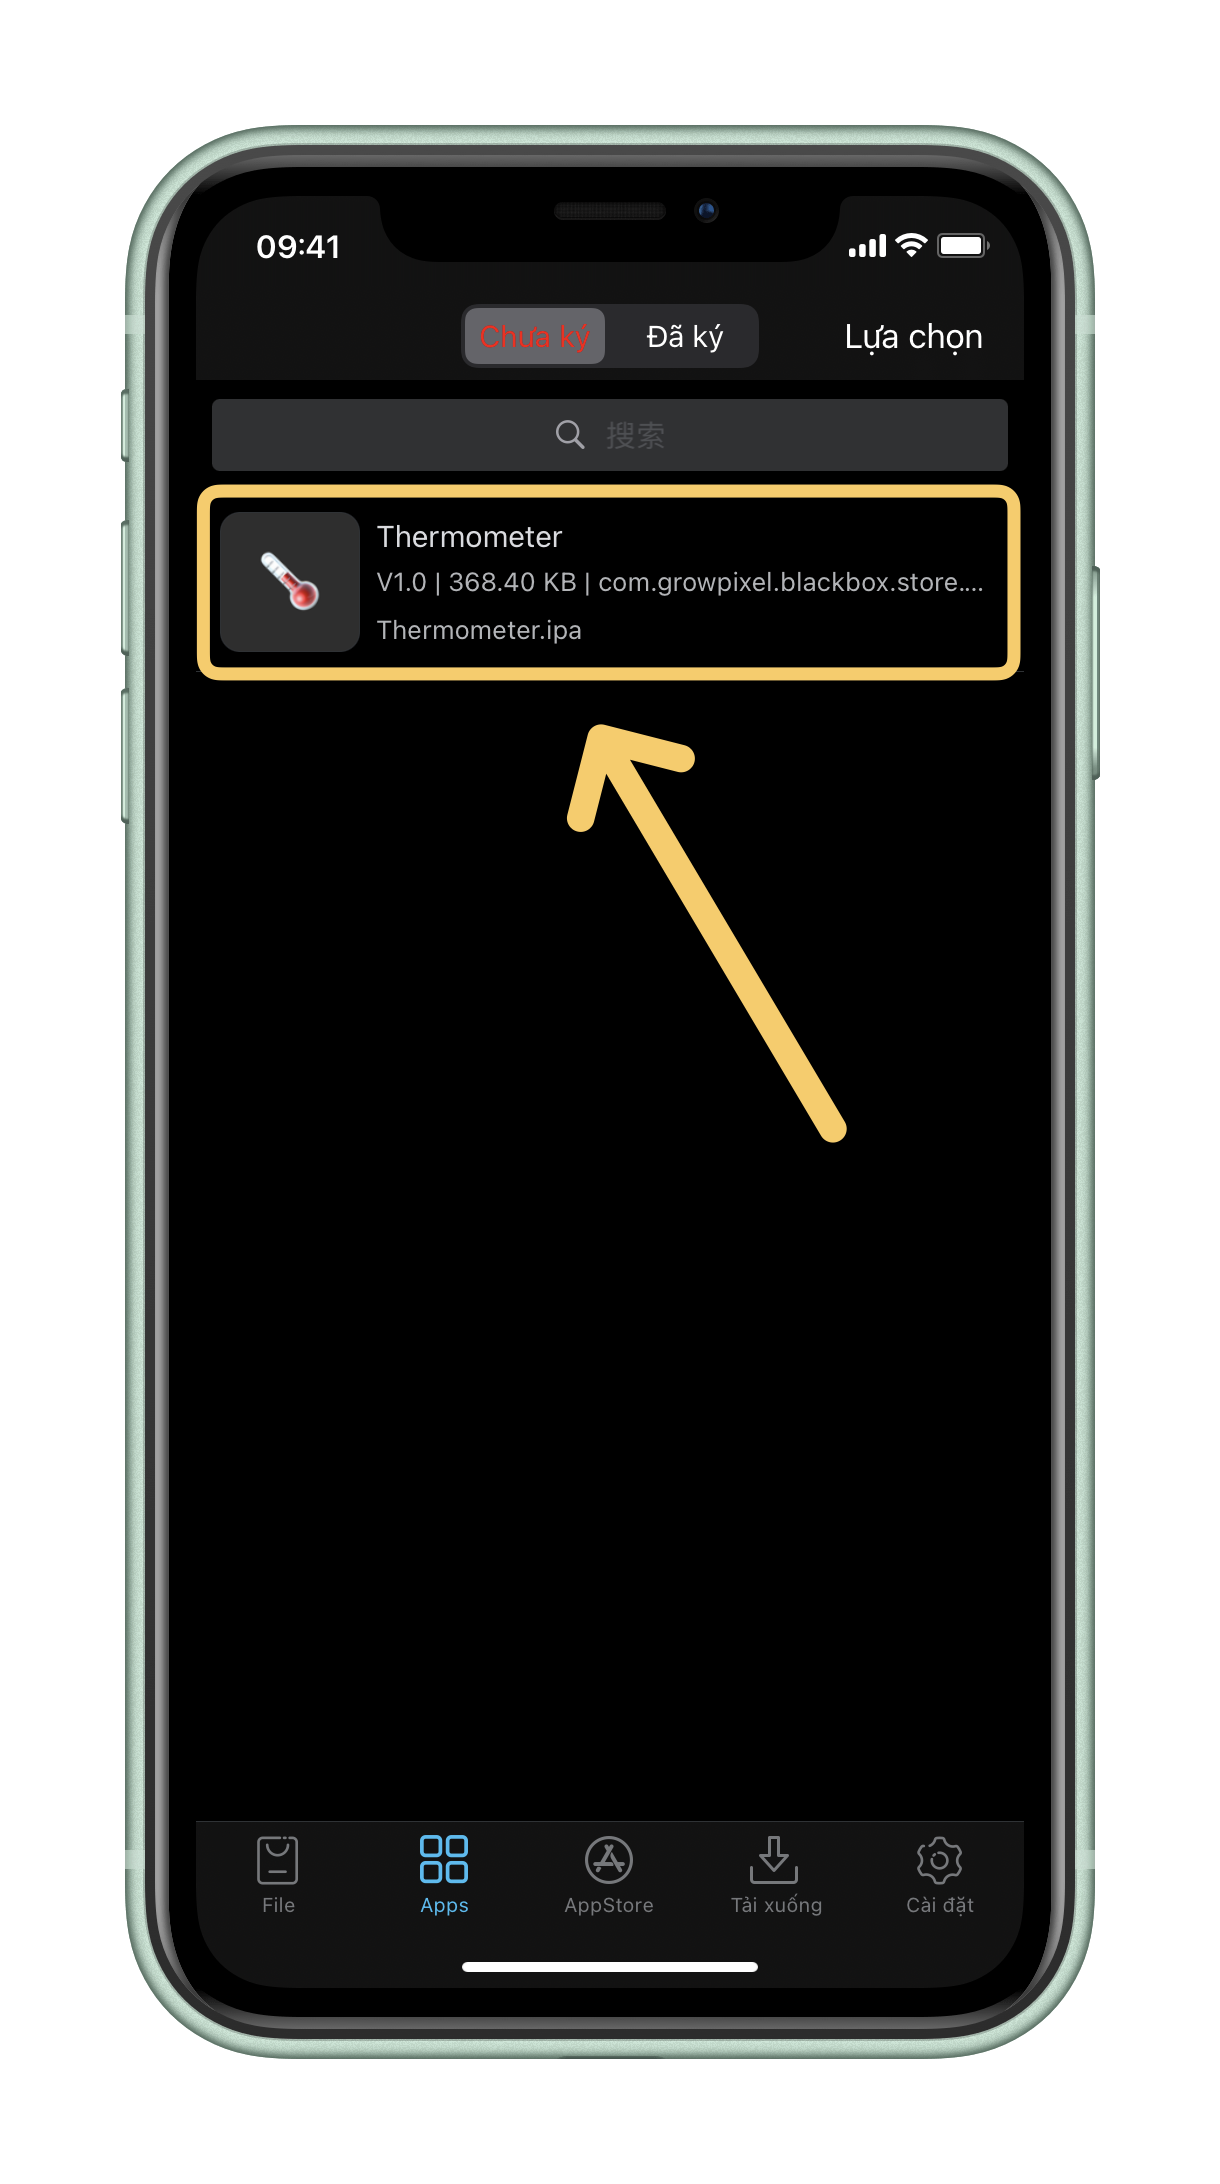 09:41
Chưa ký
Đã ký
Lựa chọn
搜索
Thermometer
V1.0 | 368.40 KB | com.growpixel.blackbox.store....
Thermometer.ipa
File
Apps
AppStore
Tải xuống
Cài đặt